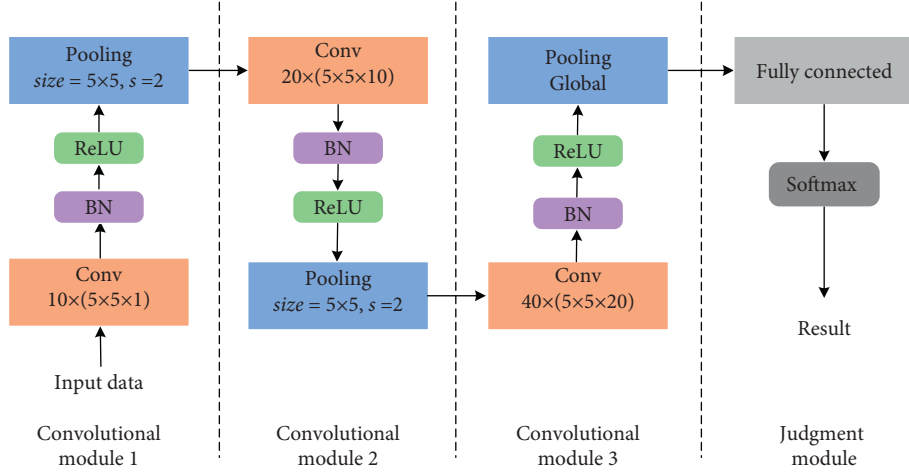 Pooling
size = 5×5, s =2
ReLU
BN
Conv
10×(5×5×1)
Input data
Convolutional
module 1
Conv
20×(5×5×10)
BN
ReLU
Pooling
size = 5×5, s =2
Convolutional
module 2
Pooling
Global
ReLU
BN
Conv
40×(5×5×20)
Convolutional
module 3
Fully connected
Softmax
Result
Judgment
module